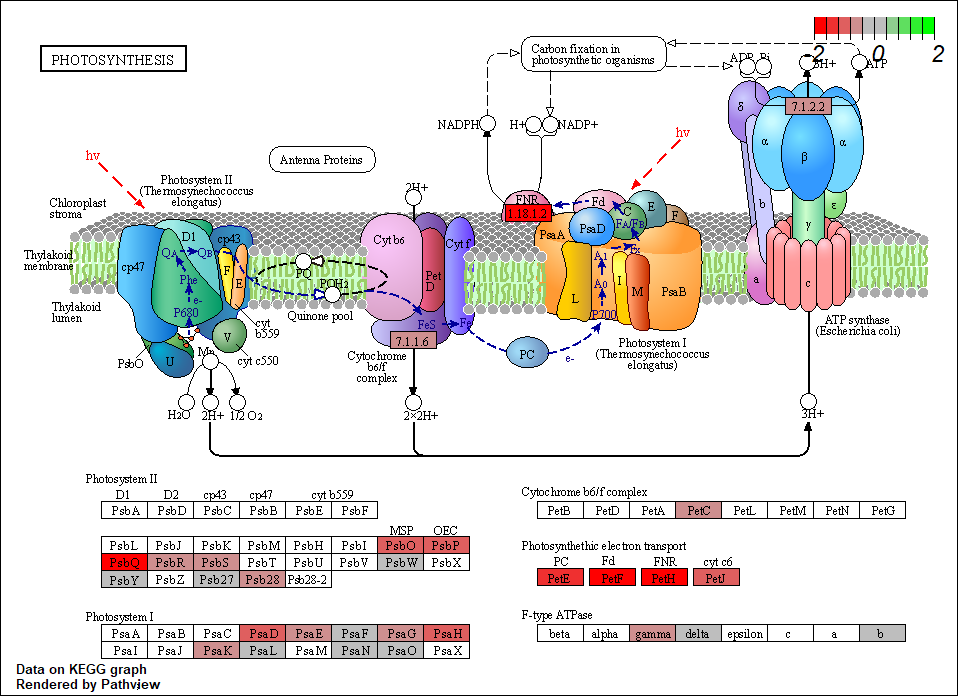 PHOTOSYNTHESIS
-2 0 2
Carbon fixation in
photosynthetic organisms
ADP Pi 3H+ ATP
NADPH H+ NADP+
hv
hv
Antenna Proteins
Photosystem II
(Thermosynechococcus
elongatus)
Chloroplast
stroma
Thylakoid
membrane
Thylakoid
lumen
2H+
cp47 D1 cp43 QA QB Phe e- P680 F E
PsbO U Mn V
cyt
b559
cyt c550
H2O 2H+ 1/2 O2
PQ
PQH2
Quinone pool
Cyt b6 Pet
D Cyt f
FeS Fe
7.1.1.6
Cytochrome
b6/f
complex
2×2H+
PC e-
FNR
1.18.1.2
Fd C E F
FA/FB
PsaA PsaD Fx A1 A0 P700
L I M PsaB
Photosystem I
(Thermosynechococcus
elongatus)
7.1.2.2
δ α β α b ε γ a c
ATP synthase
(Escherichia coli)
3H+
Photosystem II
D1 D2 cp43 cp47 cyt b559
PsbA PsbD PsbC PsbB PsbE PsbF
MSP OEC
PsbL PsbJ PsbK PsbM PsbH PsbI PsbO PsbP
PsbQ PsbR PsbS PsbT PsbU PsbV PsbW PsbX
PsbY PsbZ Psb27 Psb28 Psb28-2
Photosystem I
PsaA PsaB PsaC PsaD PsaE PsaF PsaG PsaH
PsaI PsaJ PsaK PsaL PsaM PsaN PsaO PsaX
Cytochrome b6/f complex
PetB PetD PetA PetC PetL PetM PetN PetG
Photosynthethic electron transport
PC Fd FNR cyt c6
PetE PetF PetH PetJ
F-type ATPase
beta alpha gamma delta epsilon c a b
Data on KEGG graph
Rendered by Pathview